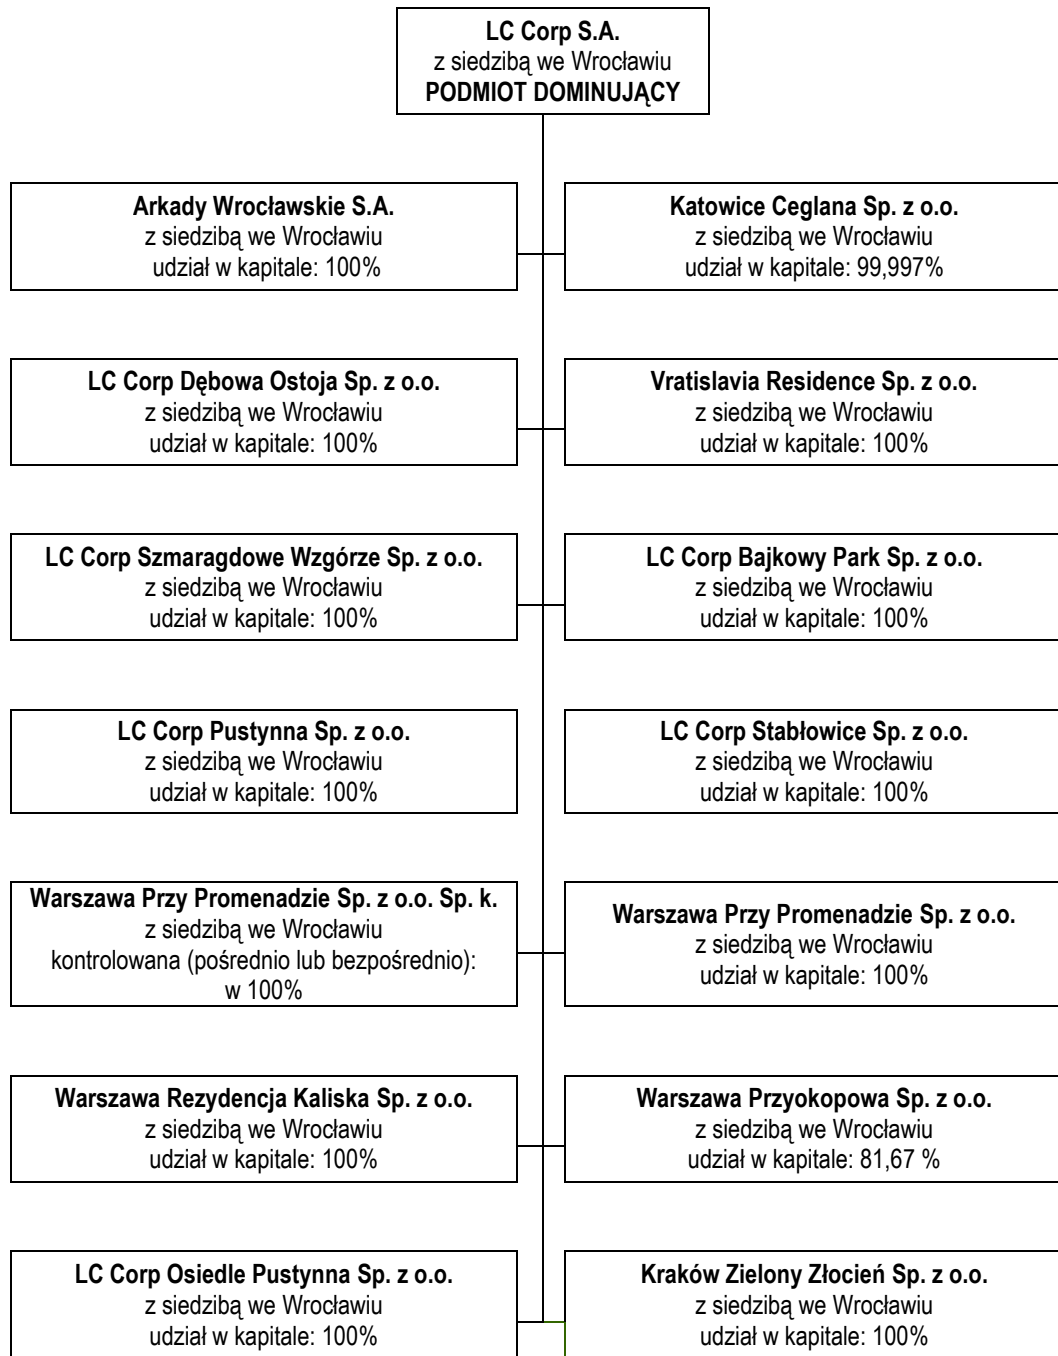 LC Corp S.A.
z siedzibą we Wrocławiu
PODMIOT DOMINUJĄCY
Arkady Wrocławskie S.A.
z siedzibą we Wrocławiu
udział w kapitale: 100%
Katowice Ceglana Sp. z o.o.
z siedzibą we Wrocławiu
udział w kapitale: 99,997%
LC Corp Dębowa Ostoja Sp. z o.o.
z siedzibą we Wrocławiu
udział w kapitale: 100%
Vratislavia Residence Sp. z o.o.
z siedzibą we Wrocławiu
udział w kapitale: 100%
LC Corp Szmaragdowe Wzgórze Sp. z o.o.
z siedzibą we Wrocławiu
udział w kapitale: 100%
LC Corp Bajkowy Park Sp. z o.o.
z siedzibą we Wrocławiu
udział w kapitale: 100%
LC Corp Pustynna Sp. z o.o.
z siedzibą we Wrocławiu
udział w kapitale: 100%
LC Corp Stabłowice Sp. z o.o.
z siedzibą we Wrocławiu
udział w kapitale: 100%
Warszawa Przy Promenadzie Sp. z o.o. Sp. k.
z siedzibą we Wrocławiu
kontrolowana (pośrednio lub bezpośrednio):
w 100%
Warszawa Przy Promenadzie Sp. z o.o.
z siedzibą we Wrocławiu
udział w kapitale: 100%
Warszawa Rezydencja Kaliska Sp. z o.o.
z siedzibą we Wrocławiu
udział w kapitale: 100%
Warszawa Przyokopowa Sp. z o.o.
z siedzibą we Wrocławiu
udział w kapitale: 81,67 %
LC Corp Osiedle Pustynna Sp. z o.o.
z siedzibą we Wrocławiu
udział w kapitale: 100%
Kraków Zielony Złocień Sp. z o.o.
z siedzibą we Wrocławiu
udział w kapitale: 100%